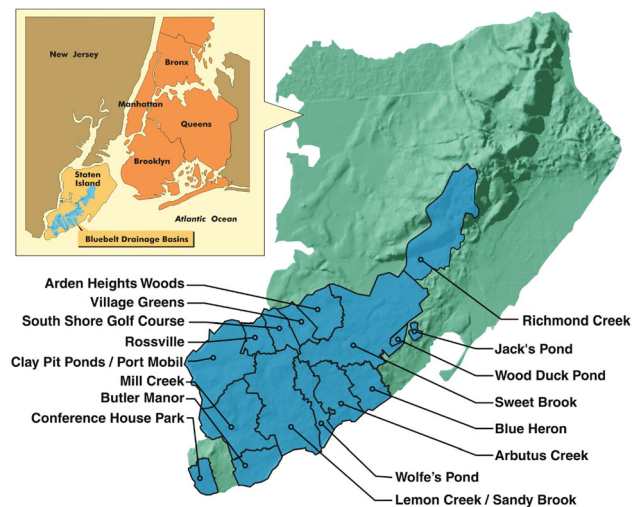 New Jersey
Bronx
Manhattan
Queens
Brooklyn
Staten
Island
Atlantic Ocean
Bluebelt Drainage Basins
Arden Heights Woods
Village Greens
South Shore Golf Course
Rossville
Clay Pit Ponds / Port Mobil
Mill Creek
Butler Manor
Conference House Park
Richmond Creek
Jack's Pond
Wood Duck Pond
Sweet Brook
Blue Heron
Arbutus Creek
Wolfe's Pond
Lemon Creek / Sandy Brook